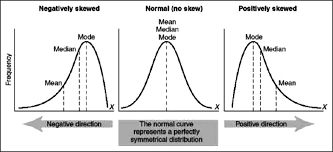 Negatively skewed
Normal (no skew)
Positively skewed
Mean
Median
Mode
Mode
Median
Mean
Mode
Median
Mean
Frequency
X
X
X
Negative direction
The normal curve
represents a perfectly
symmetrical distribution
Positive direction